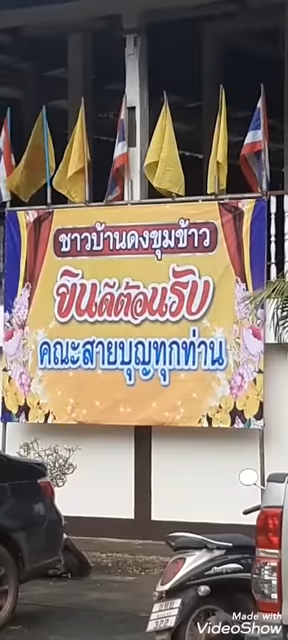 ชาวบ้านดงขุมข้าว
ยินดีต้อนรับ
คณะสายบุญทุกท่าน
Made with
VideoShow